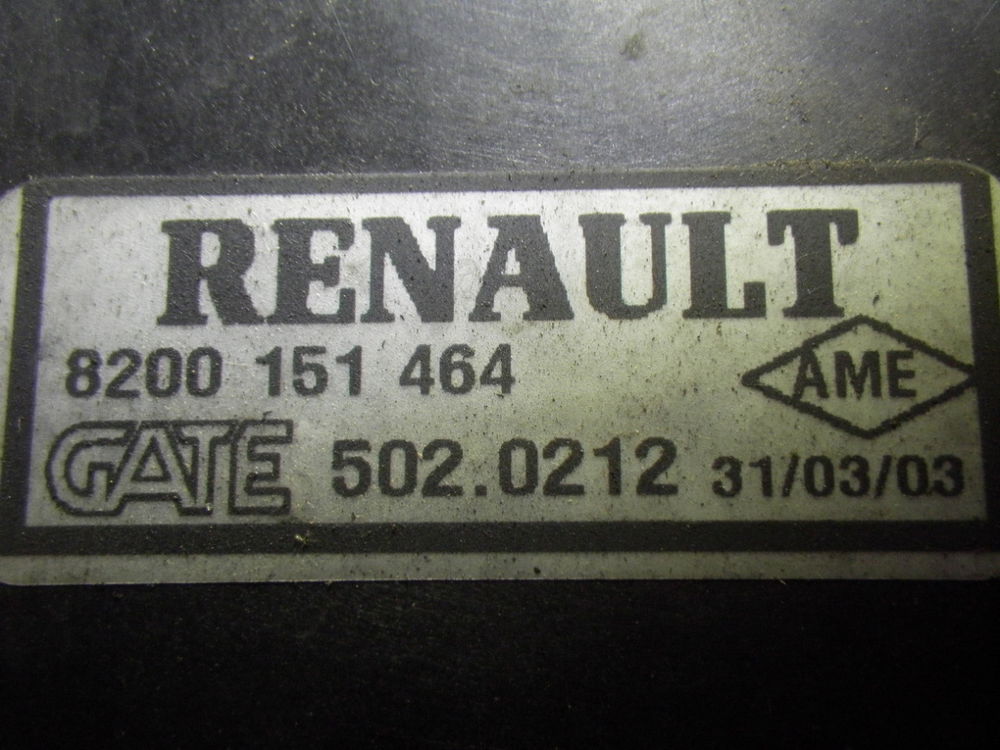 RENAULT
8200 151 464
AME
GATE 502.0212 31/03/03